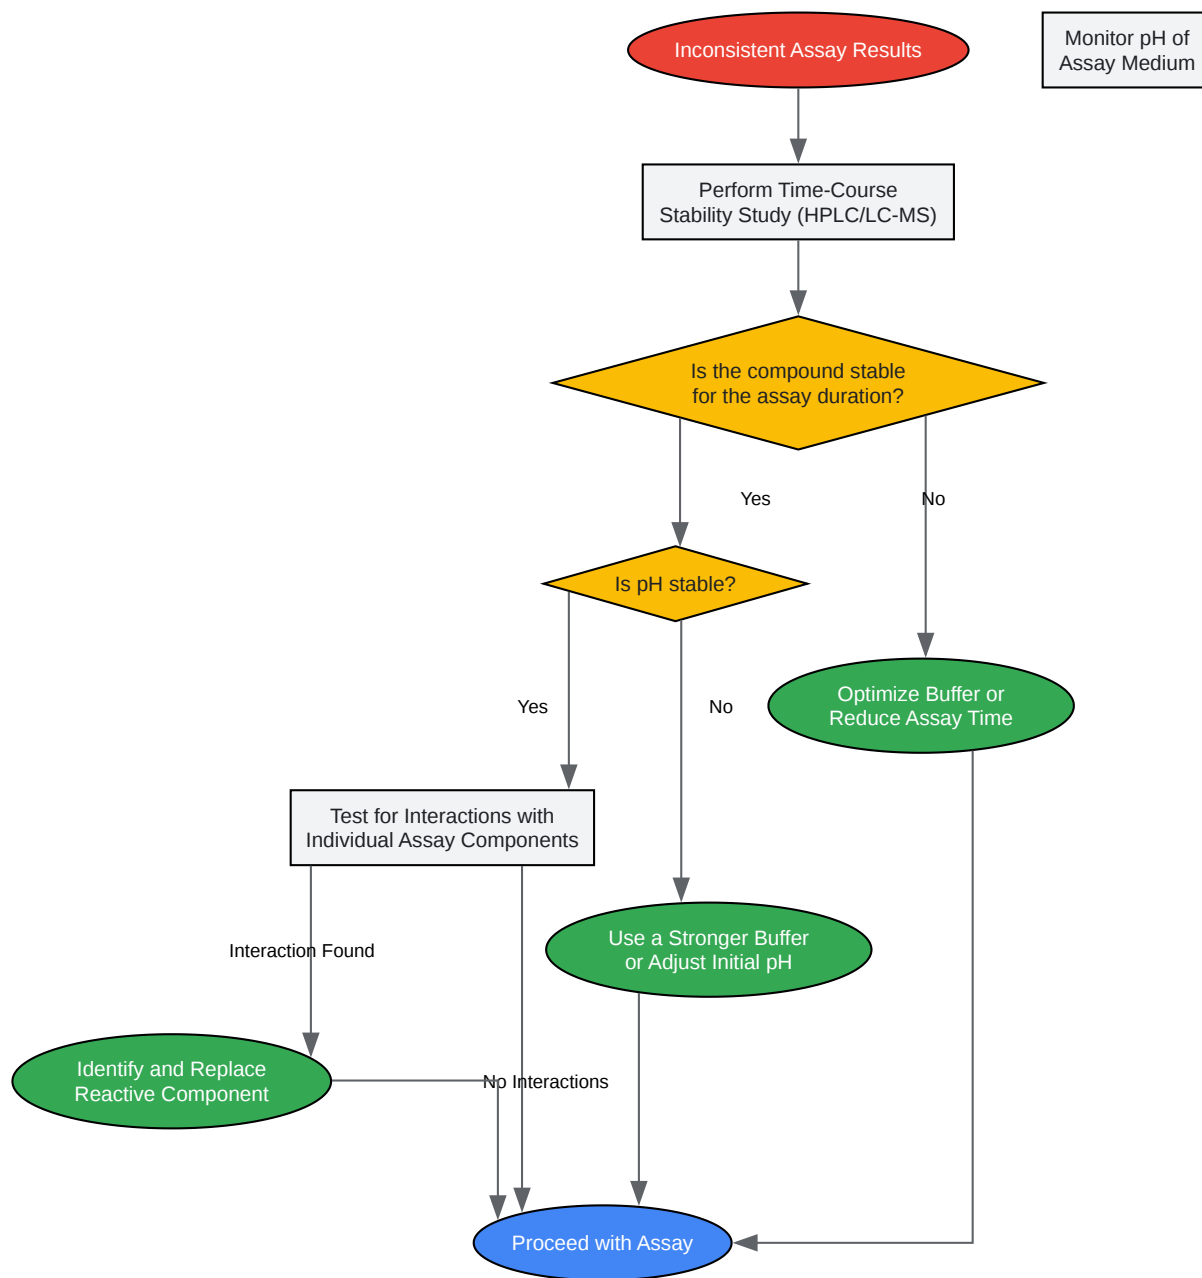 Inconsistent Assay Results
Monitor pH of
Assay Medium
Perform Time-Course
Stability Study (HPLC/LC-MS)
Is the compound stable
for the assay duration?
Yes
No
Is pH stable?
Yes
No
Optimize Buffer or
Reduce Assay Time
Test for Interactions with
Individual Assay Components
Interaction Found
Use a Stronger Buffer
or Adjust Initial pH
Identify and Replace
Reactive Component
No Interactions
Proceed with Assay